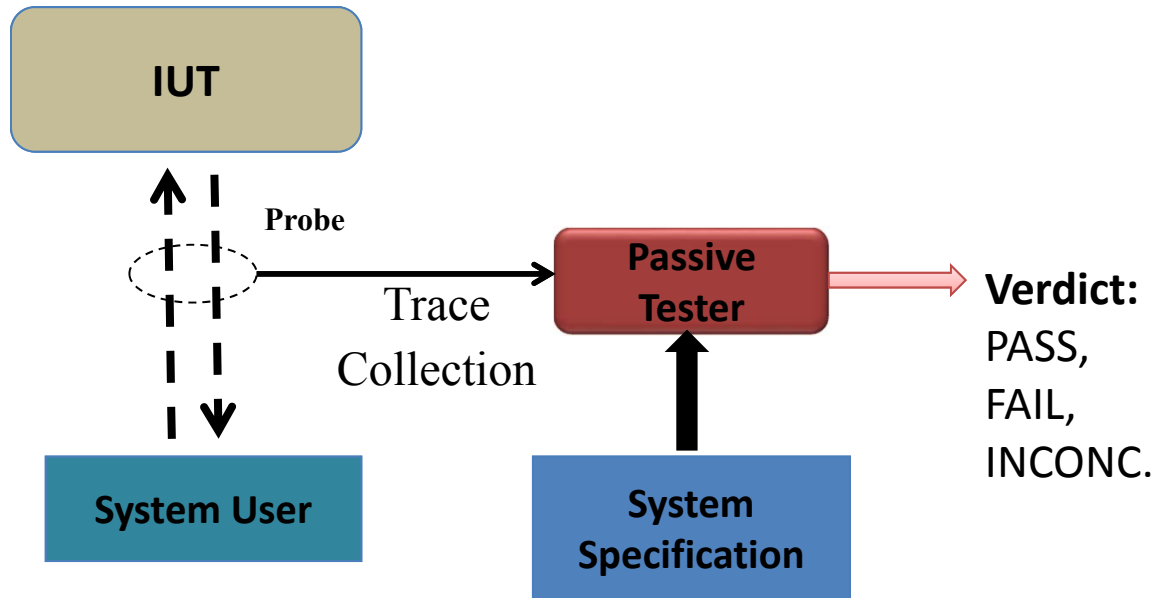 IUT
Probe
Trace
Collection
Passive
Tester
Verdict:
PASS,
FAIL,
INCONC.
System User
System
Specification